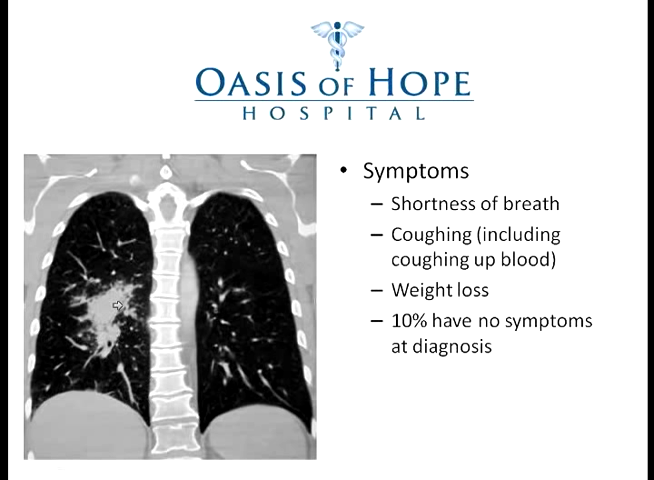 OASIS OF HOPE
HOSPITAL
• Symptoms
– Shortness of breath
– Coughing (including
coughing up blood)
– Weight loss
– 10% have no symptoms
at diagnosis